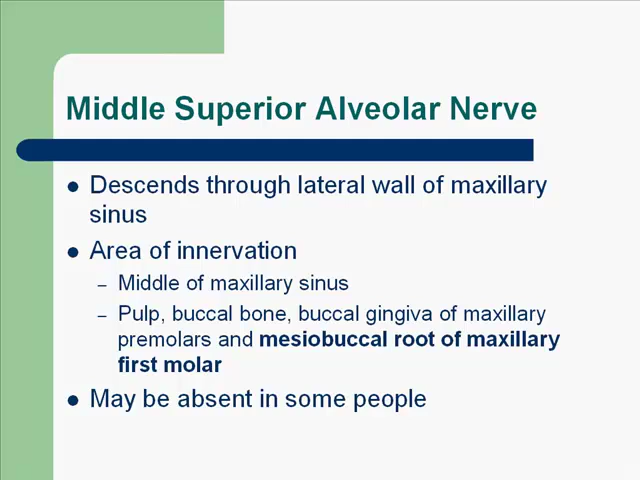 Middle Superior Alveolar Nerve
● Descends through lateral wall of maxillary
sinus
● Area of innervation
– Middle of maxillary sinus
– Pulp, buccal bone, buccal gingiva of maxillary
premolars and mesiobuccal root of maxillary
first molar
● May be absent in some people